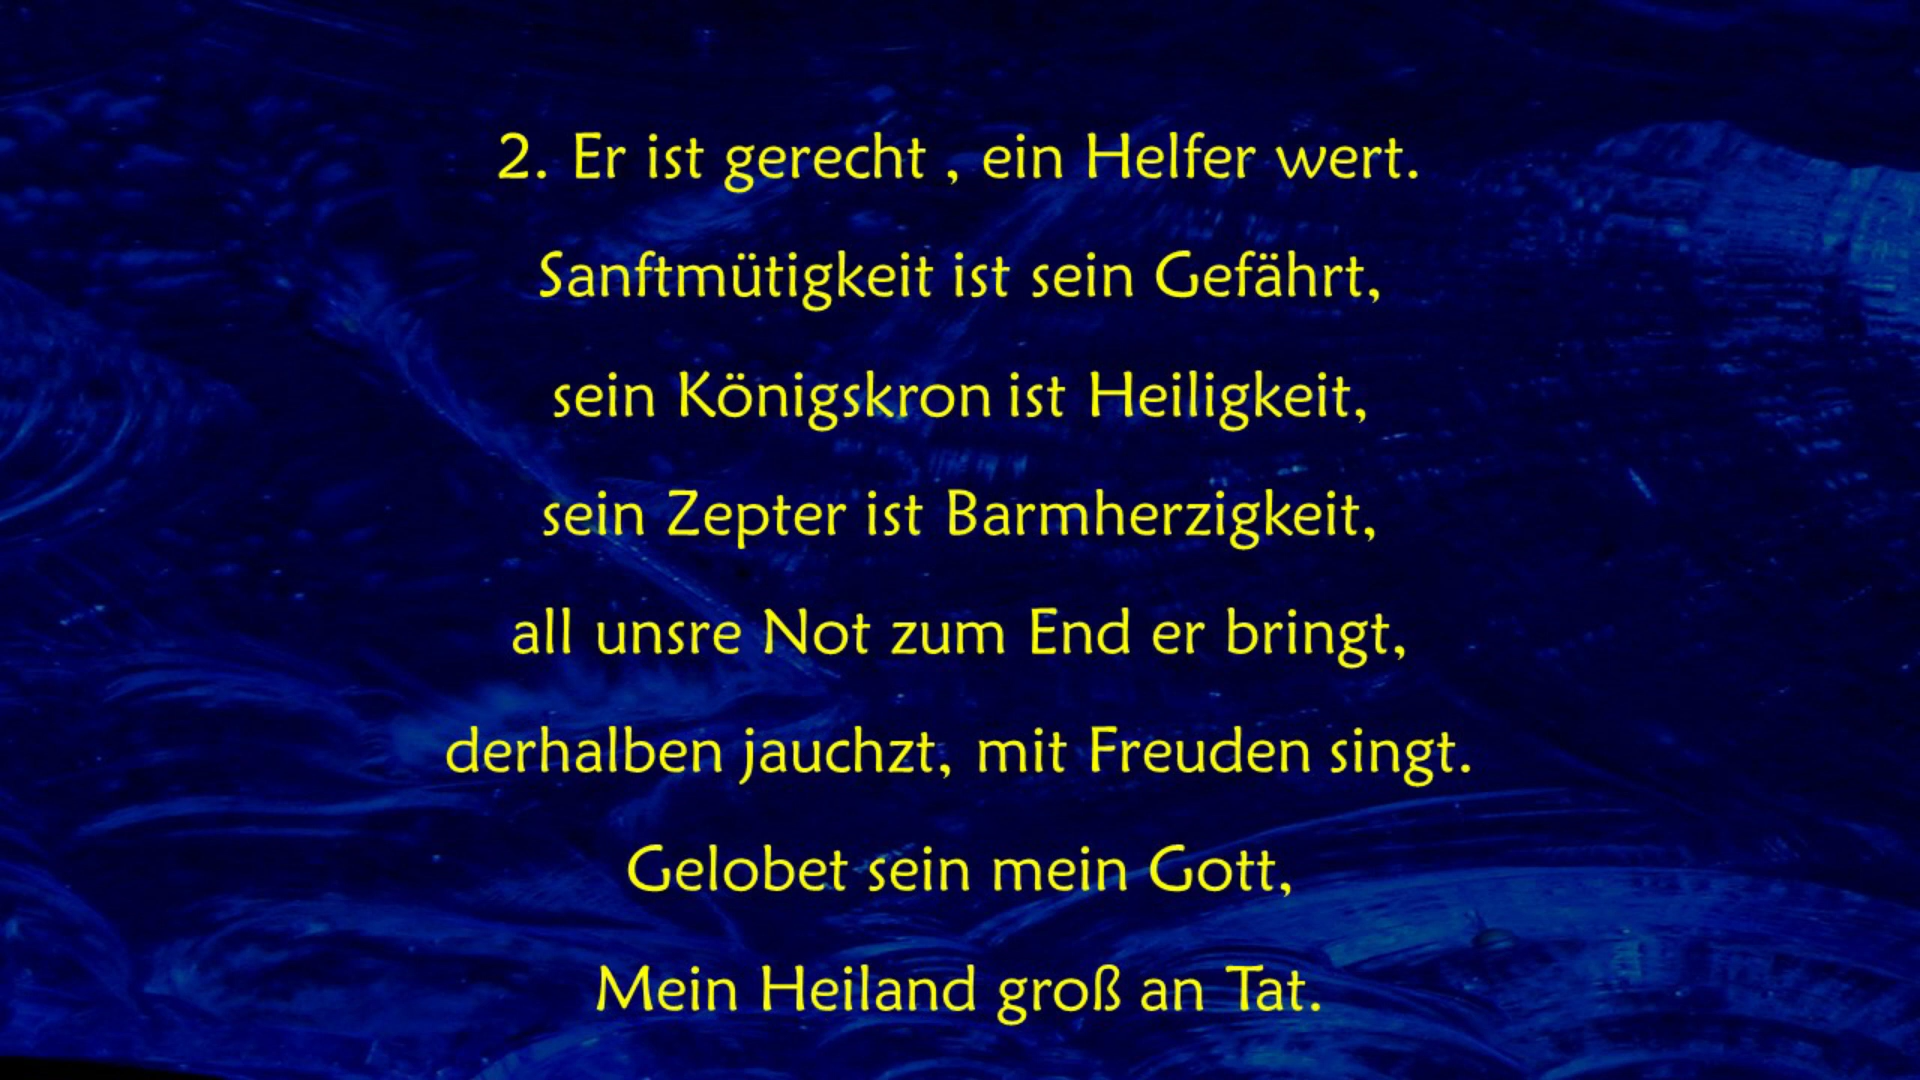 2. Er ist gerecht , ein Helfer wert.
Sanftmütigkeit ist sein Gefährt,
sein Königskron ist Heiligkeit,
sein Zepter ist Barmherzigkeit,
all unsre Not zum End er bringt,
derhalben jauchzt, mit Freuden singt.
Gelobet sein mein Gott,
Mein Heiland groß an Tat.